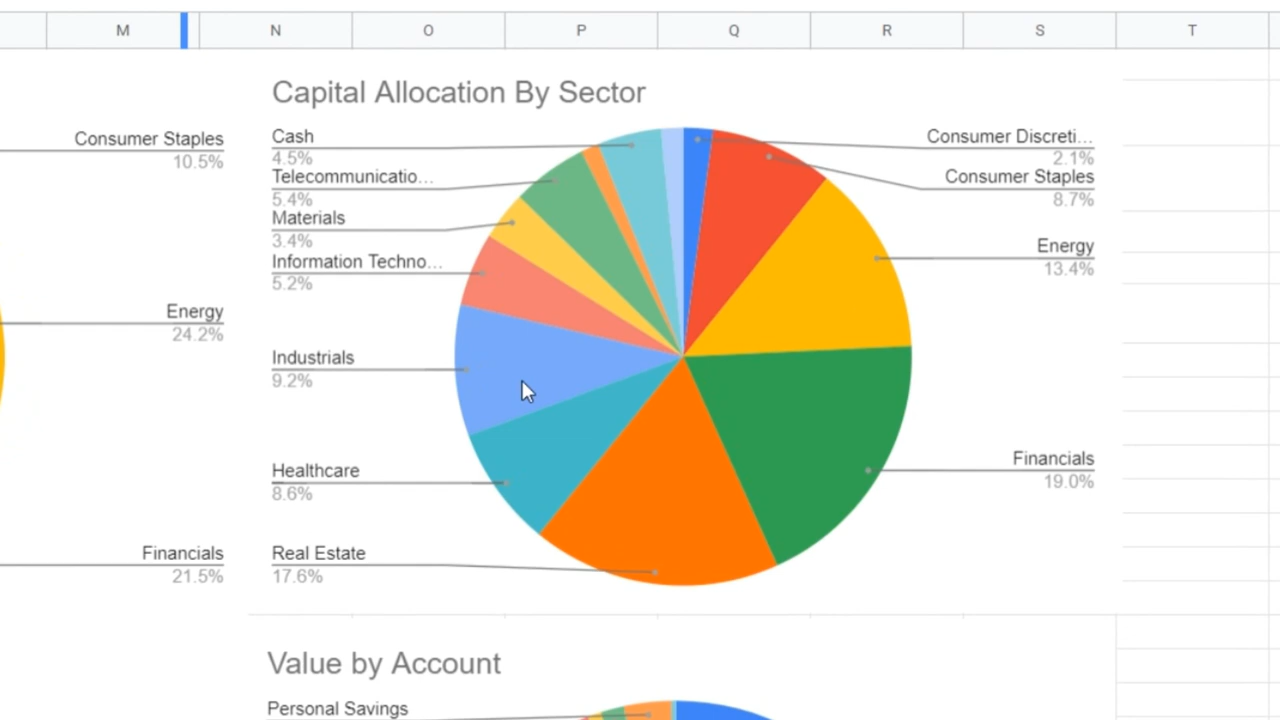 M N O P Q R S T
Capital Allocation By Sector
Consumer Staples
10.5%
Energy
24.2%
Financials
21.5%
Cash
4.5%
Telecommunicatio…
5.4%
Materials
3.4%
Information Techno…
5.2%
Industrials
9.2%
Healthcare
8.6%
Real Estate
17.6%
Consumer Discreti…
2.1%
Consumer Staples
8.7%
Energy
13.4%
Financials
19.0%
Value by Account
Personal Savings